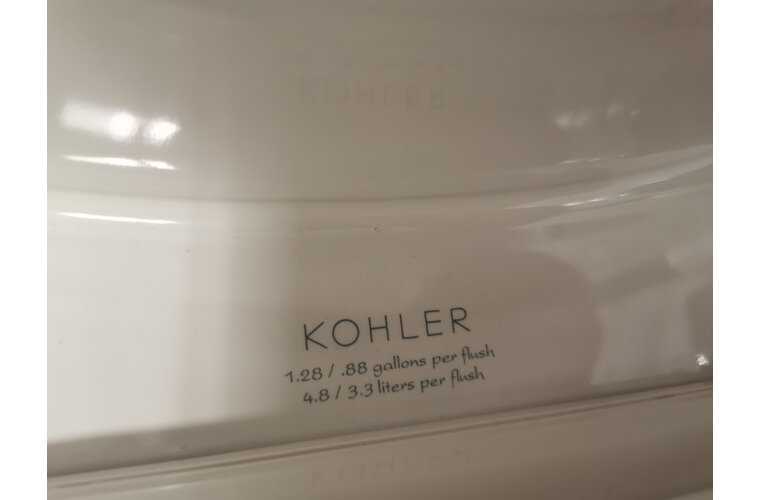 KOHLER
1.28 / .88 gallons per flush
4.8 / 3.3 liters per flush